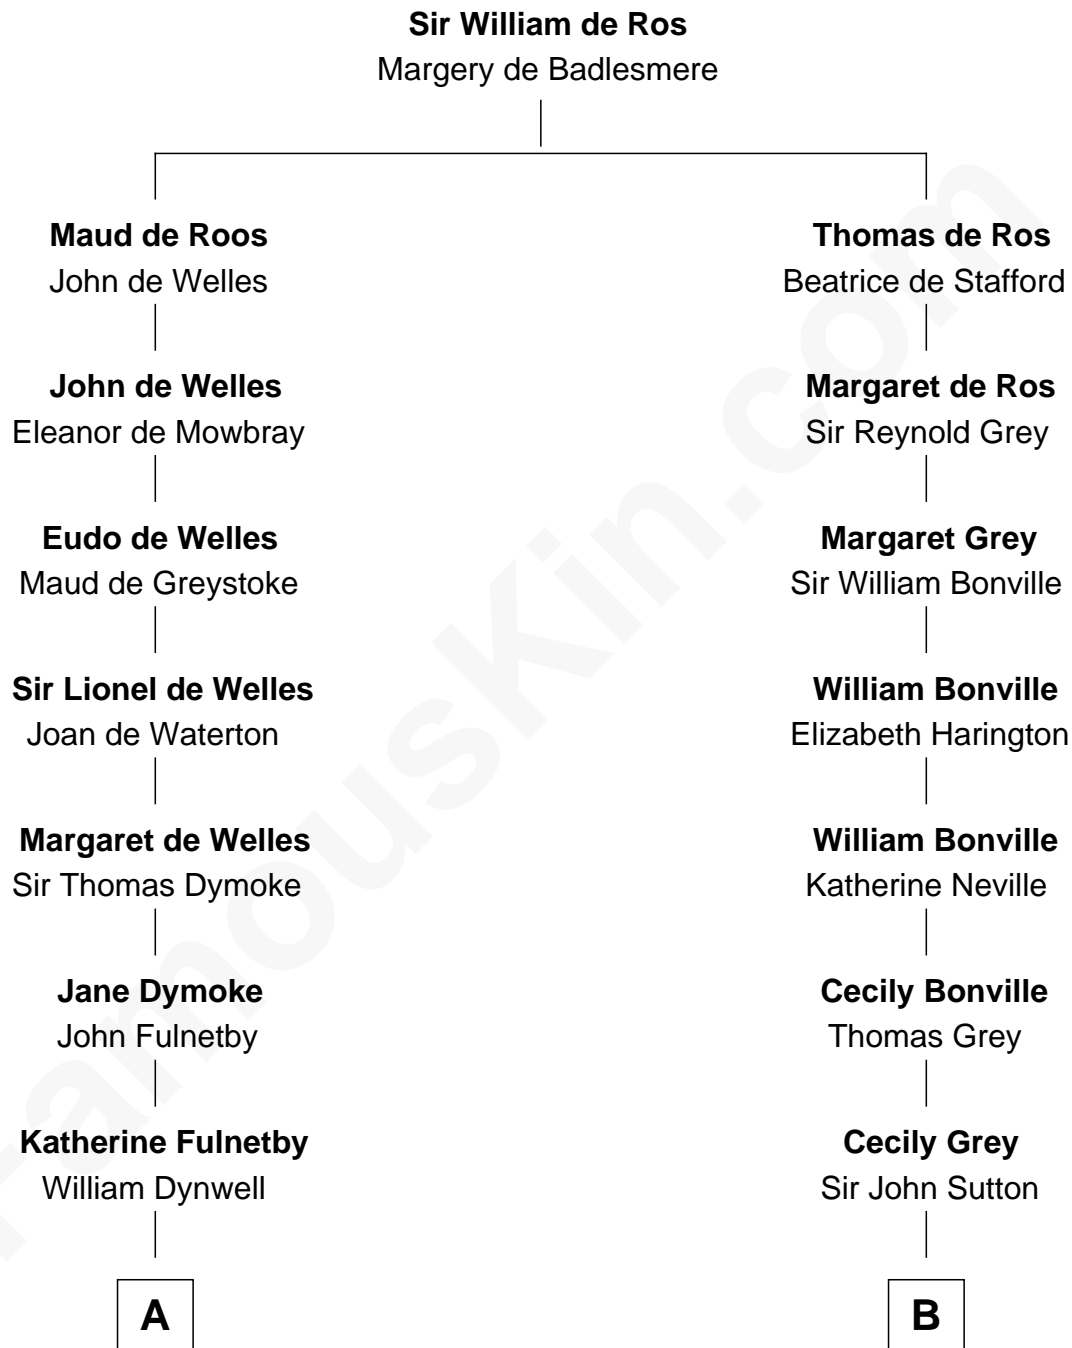 Sir William de Ros
Margery de Badlesmere
Maud de Roos
John de Welles
Thomas de Ros
Beatrice de Stafford
John de Welles
Eleanor de Mowbray
Margaret de Ros
Sir Reynold Grey
Eudo de Welles
Maud de Greystoke
Margaret Grey
Sir William Bonville
Sir Lionel de Welles
Joan de Waterton
William Bonville
Elizabeth Harington
Margaret de Welles
Sir Thomas Dymoke
William Bonville
Katherine Neville
Jane Dymoke
John Fulnetby
Cecily Bonville
Thomas Grey
Katherine Fulnetby
William Dynwell
Cecily Grey
Sir John Sutton
A
B
FamousKin.com